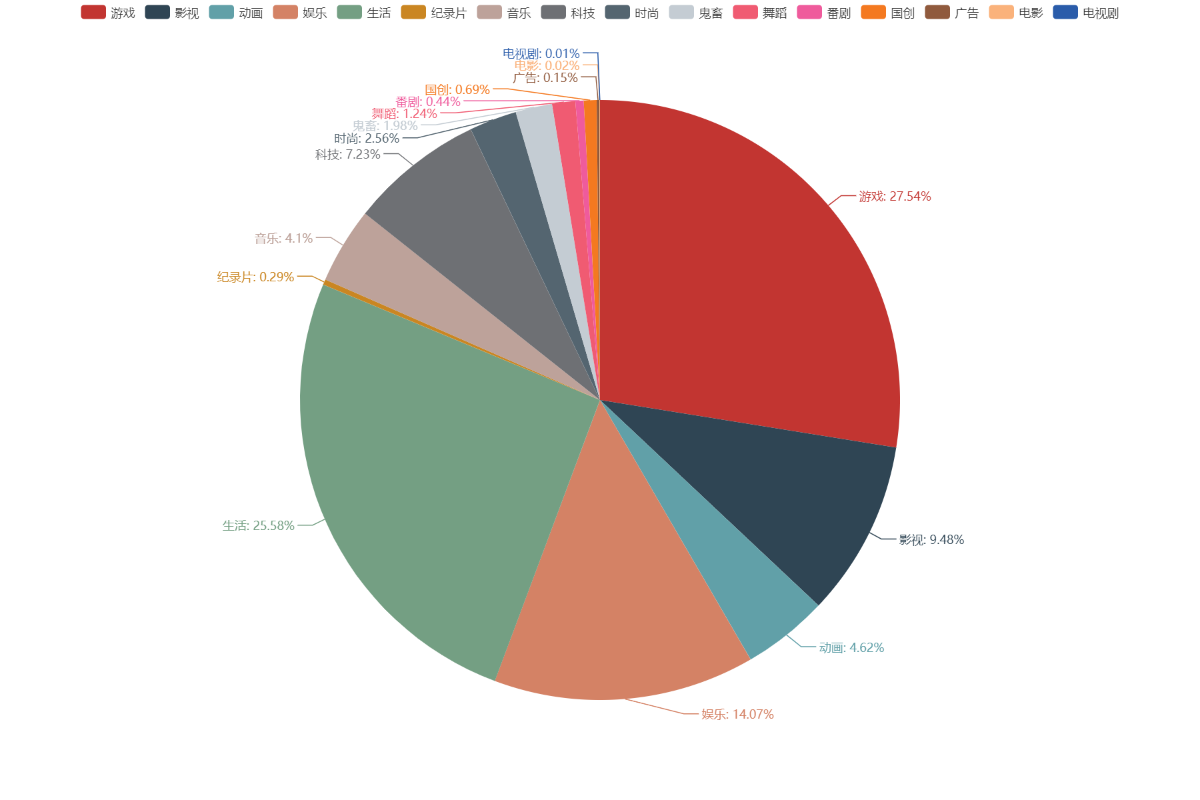 游戏 影视 动画 娱乐 生活 纪录片 音乐 科技 时尚 鬼畜 舞蹈 番剧 国创 广告 电影 电视剧
电视剧: 0.01%
电影: 0.02%
广告: 0.15%
国创: 0.69%
番剧: 0.44%
舞蹈: 1.24%
鬼畜: 1.98%
时尚: 2.56%
科技: 7.23%
游戏: 27.54%
音乐: 4.1%
纪录片: 0.29%
生活: 25.58%
影视: 9.48%
动画: 4.62%
娱乐: 14.07%